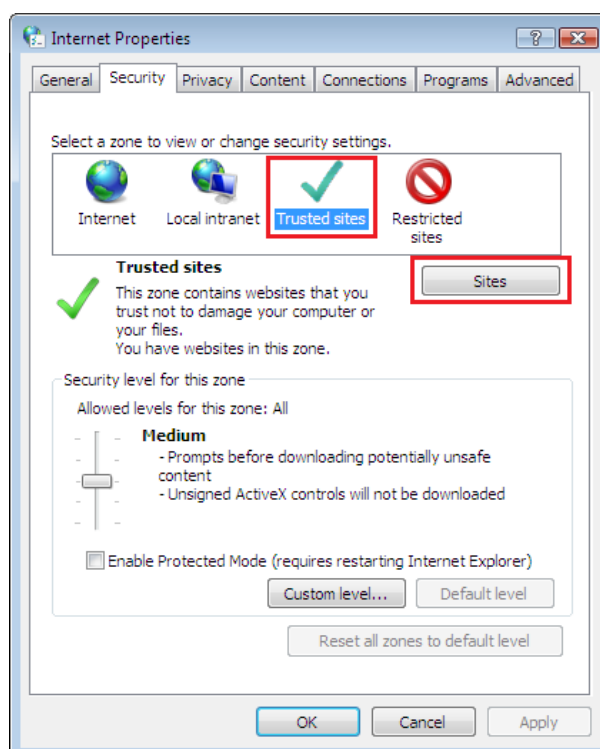 Internet Properties
General Security Privacy Content Connections Programs Advanced
Select a zone to view or change security settings.
Internet Local intranet Trusted sites Restricted
sites
Trusted sites
Sites
This zone contains websites that you
trust not to damage your computer or
your files.
You have websites in this zone.
Security level for this zone
Allowed levels for this zone: All
Medium
- Prompts before downloading potentially unsafe
content
- Unsigned ActiveX controls will not be downloaded
Enable Protected Mode (requires restarting Internet Explorer)
Custom level... Default level
Reset all zones to default level
OK Cancel Apply